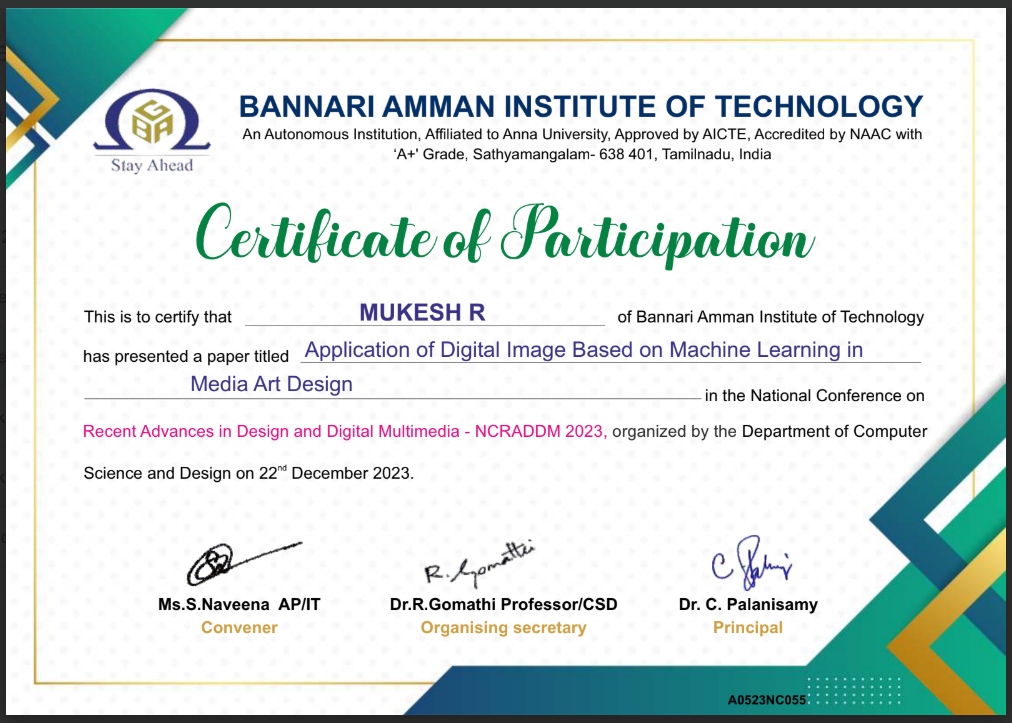 BANNARI AMMAN INSTITUTE OF TECHNOLOGY
An Autonomous Institution, Affiliated to Anna University, Approved by AICTE, Accredited by NAAC with
‘A+' Grade, Sathyamangalam- 638 401, Tamilnadu, India
Stay Ahead
Certificate of Participation
This is to certify that MUKESH R of Bannari Amman Institute of Technology
has presented a paper titled Application of Digital Image Based on Machine Learning in
Media Art Design in the National Conference on
Recent Advances in Design and Digital Multimedia - NCRADDM 2023, organized by the Department of Computer
Science and Design on 22nd December 2023.
R. Gomathi
Ms.S.Naveena AP/IT Dr.R.Gomathi Professor/CSD Dr. C. Palanisamy
Convener Organising secretary Principal
A0523NC055